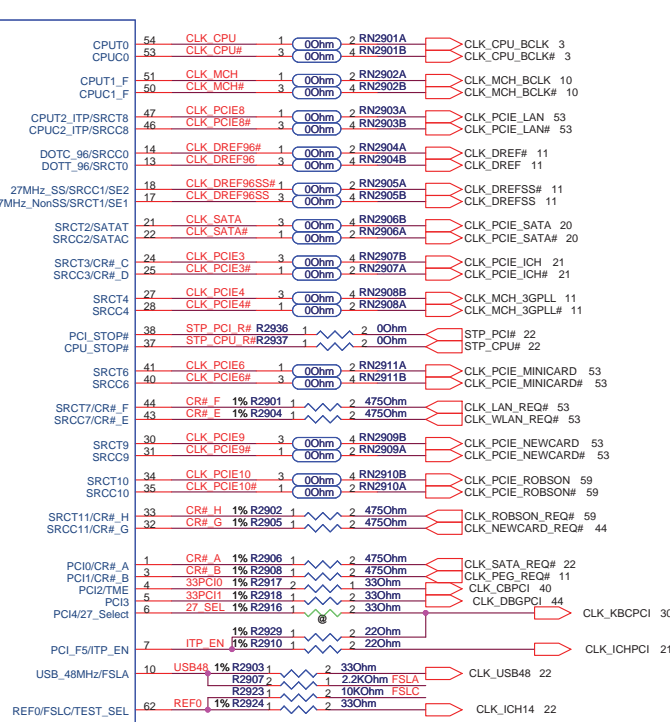 CPUT0 54 CLK_CPU 1 0Ohm 2 RN2901A CLK_CPU_BCLK 3
CPUC0 53 CLK_CPU# 3 0Ohm 4 RN2901B CLK_CPU_BCLK# 3
CPUT1_F 51 CLK_MCH 1 0Ohm 2 RN2902A CLK_MCH_BCLK 10
CPUC1_F 50 CLK_MCH# 3 0Ohm 4 RN2902B CLK_MCH_BCLK# 10
CPUT2_ITP/SRCT8 47 CLK_PCIE8 1 0Ohm 2 RN2903A CLK_PCIE_LAN 53
CPUC2_ITP/SRCC8 46 CLK_PCIE8# 3 0Ohm 4 RN2903B CLK_PCIE_LAN# 53
DOTC_96/SRCC0 14 CLK_DREF96# 1 0Ohm 2 RN2904A CLK_DREF# 11
DOTT_96/SRCT0 13 CLK_DREF96 3 0Ohm 4 RN2904B CLK_DREF 11
27MHz_SS/SRCC1/SE2 18 CLK_DREF96SS# 1 0Ohm 2 RN2905A CLK_DREFSS# 11
7MHz_NonSS/SRCT1/SE1 17 CLK_DREF96SS 3 0Ohm 4 RN2905B CLK_DREFSS 11
SRCT2/SATAT 21 CLK_SATA 3 0Ohm 4 RN2906B CLK_PCIE_SATA 20
SRCC2/SATAC 22 CLK_SATA# 1 0Ohm 2 RN2906A CLK_PCIE_SATA# 20
SRCT3/CR#_C 24 CLK_PCIE3 3 0Ohm 4 RN2907B CLK_PCIE_ICH 21
SRCC3/CR#_D 25 CLK_PCIE3# 1 0Ohm 2 RN2907A CLK_PCIE_ICH# 21
SRCT4 27 CLK_PCIE4 3 0Ohm 4 RN2908B CLK_MCH_3GPLL 11
SRCC4 28 CLK_PCIE4# 1 0Ohm 2 RN2908A CLK_MCH_3GPLL# 11
PCI_STOP# 38 STP_PCI_R# R2936 1 2 0Ohm STP_PCI# 22
CPU_STOP# 37 STP_CPU_R# R2937 1 2 0Ohm STP_CPU# 22
SRCT6 41 CLK_PCIE6 1 0Ohm 2 RN2911A CLK_PCIE_MINICARD 53
SRCC6 40 CLK_PCIE6# 3 0Ohm 4 RN2911B CLK_PCIE_MINICARD# 53
SRCT7/CR#_F 44 CR#_F 1% R2901 1 2 475Ohm CLK_LAN_REQ# 53
SRCC7/CR#_E 43 CR#_E 1% R2904 1 2 475Ohm CLK_WLAN_REQ# 53
SRCT9 30 CLK_PCIE9 3 0Ohm 4 RN2909B CLK_PCIE_NEWCARD 53
SRCC9 31 CLK_PCIE9# 1 0Ohm 2 RN2909A CLK_PCIE_NEWCARD# 53
SRCT10 34 CLK_PCIE10 3 0Ohm 4 RN2910B CLK_PCIE_ROBSON 59
SRCC10 35 CLK_PCIE10# 1 0Ohm 2 RN2910A CLK_PCIE_ROBSON# 59
SRCT11/CR#_H 33 CR#_H 1% R2902 1 2 475Ohm CLK_ROBSON_REQ# 59
SRCC11/CR#_G 32 CR#_G 1% R2905 1 2 475Ohm CLK_NEWCARD_REQ# 44
PCI0/CR#_A 1 CR#_A 1% R2906 1 2 475Ohm CLK_SATA_REQ# 22
PCI1/CR#_B 3 CR#_B 1% R2908 1 2 475Ohm CLK_PEG_REQ# 11
PCI2/TME 4 33PCI0 1% R2917 2 1 33Ohm CLK_CBPCI 40
PCI3 5 33PCI1 1% R2918 1 2 33Ohm CLK_DBGPCI 44
PCI4/27_Select 6 27_SEL 1% R2916 1 2 33Ohm CLK_KBCPCI 30
@
1% R2929 1 2 22Ohm
PCI_F5/ITP_EN 7 ITP_EN 1% R2910 1 2 22Ohm CLK_ICHPCI 21
USB_48MHz/FSLA 10 USB48 1% R2903 1 2 33Ohm CLK_USB48 22
R2907 2 1 2.2KOhm FSLA
R2923 1 2 10KOhm FSLC
REF0/FSLC/TEST_SEL 62 REF0 1% R2924 1 2 33Ohm CLK_ICH14 22